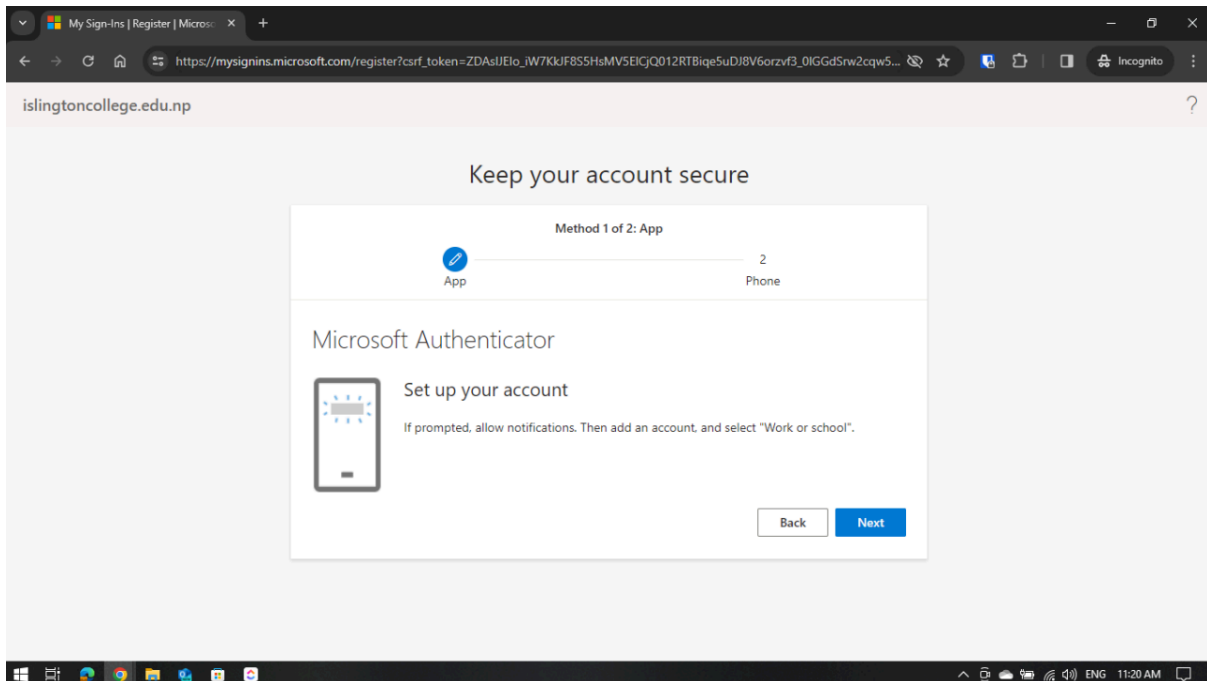 My Sign-Ins | Register | Microsc
https://mysignins.microsoft.com/register?csrf_token=
Incognito
islingtoncollege.edu.np
?
Keep your account secure
Method 1 of 2: App
2
App
Phone
Microsoft Authenticator
Set up your account
If prompted, allow notifications. Then add an account, and select "Work or school".
Back
Next
ENG
11:20 AM